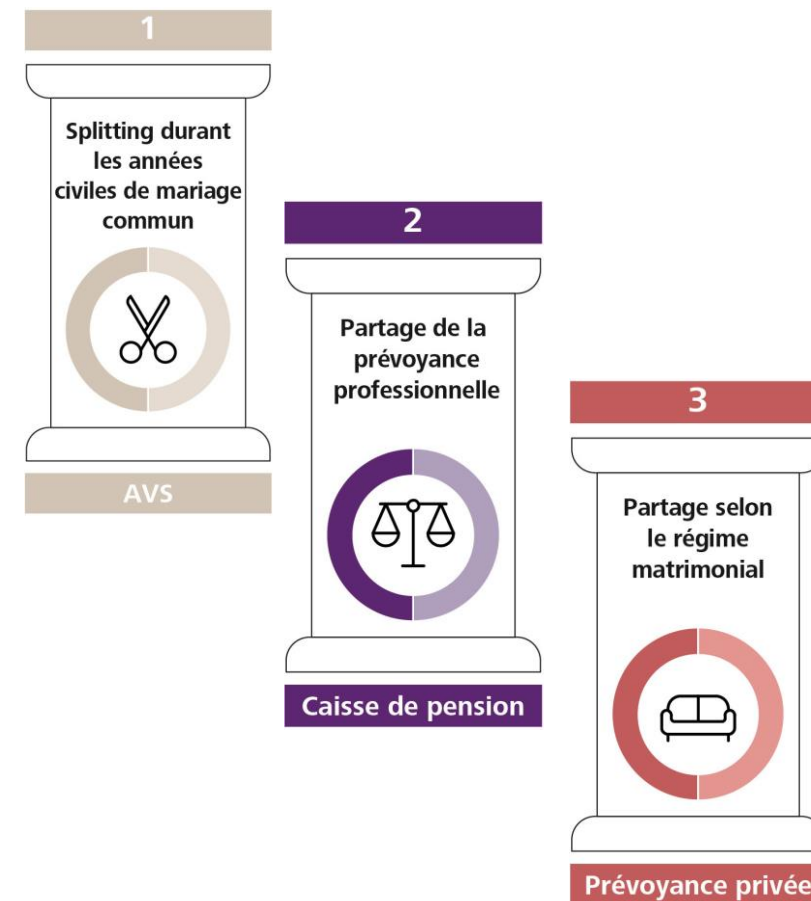 1
Splitting durant
les années
civiles de mariage
commun
AVS
2
Partage de la
prévoyance
professionnelle
Caisse de pension
3
Partage selon
le régime
matrimonial
Prévoyance privée